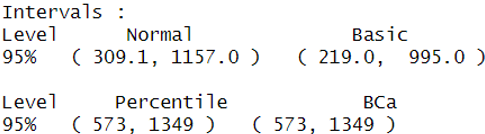 Intervals :
Level      Normal              Basic
95%   ( 309.1, 1157.0 )   ( 219.0,  995.0 )
Level     Percentile            BCa
95%   ( 573, 1349 )   ( 573, 1349 )